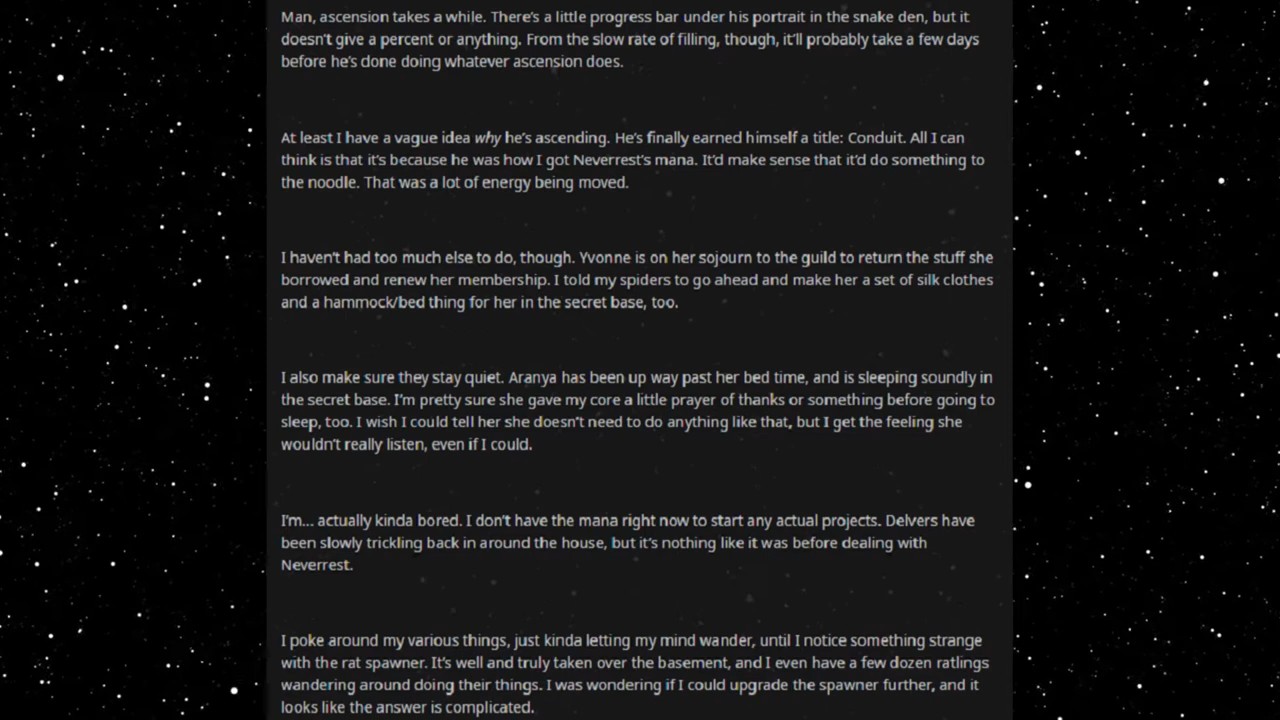 Man, ascension takes a while. There's a little progress bar under his portrait in the snake den, but it
doesn't give a percent or anything. From the slow rate of filling, though, it'll probably take a few days
before he's done doing whatever ascension does.
At least I have a vague idea why he's ascending. He's finally earned himself a title: Conduit. All I can
think is that it's because he was how I got Neverrest's mana. It'd make sense that it'd do something to
the noodle. That was a lot of energy being moved.
I haven't had too much else to do, though. Yvonne is on her sojourn to the guild to return the stuff she
borrowed and renew her membership. I told my spiders to go ahead and make her a set of silk clothes
and a hammock/bed thing for her in the secret base, too.
I also make sure they stay quiet. Aranya has been up way past her bed time, and is sleeping soundly in
the secret base. I'm pretty sure she gave my core a little prayer of thanks or something before going to
sleep, too. I wish I could tell her she doesn't need to do anything like that, but I get the feeling she
wouldn't really listen, even if I could.
I'm... actually kinda bored. I don't have the mana right now to start any actual projects. Delvers have
been slowly trickling back in around the house, but it's nothing like it was before dealing with
Neverrest.
I poke around my various things, just kinda letting my mind wander, until I notice something strange
with the rat spawner. It's well and truly taken over the basement, and I even have a few dozen ratlings
wandering around doing their things. I was wondering if I could upgrade the spawner further, and it
looks like the answer is complicated.